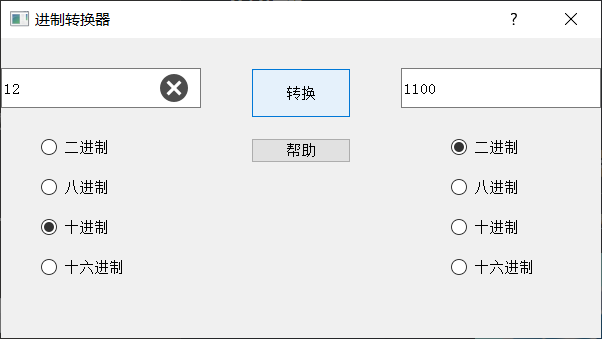 进制转换器
12
转换
1100
帮助
二进制
二进制
八进制
八进制
十进制
十进制
十六进制
十六进制